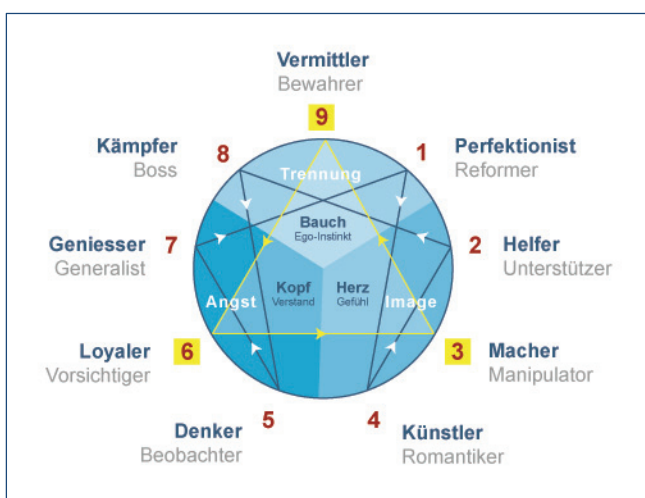 Vermittler
Bewahrer
9
Kämpfer
Boss
8
1
Perfektionist
Reformer
Trennung
Bauch
Ego-Instinkt
Geniesser
Generalist
7
2
Helfer
Unterstützer
Kopf
Verstand
Herz
Gefühl
Angst
Image
Loyaler
Vorsichtiger
6
3
Macher
Manipulator
Denker
Beobachter
5
4
Künstler
Romantiker